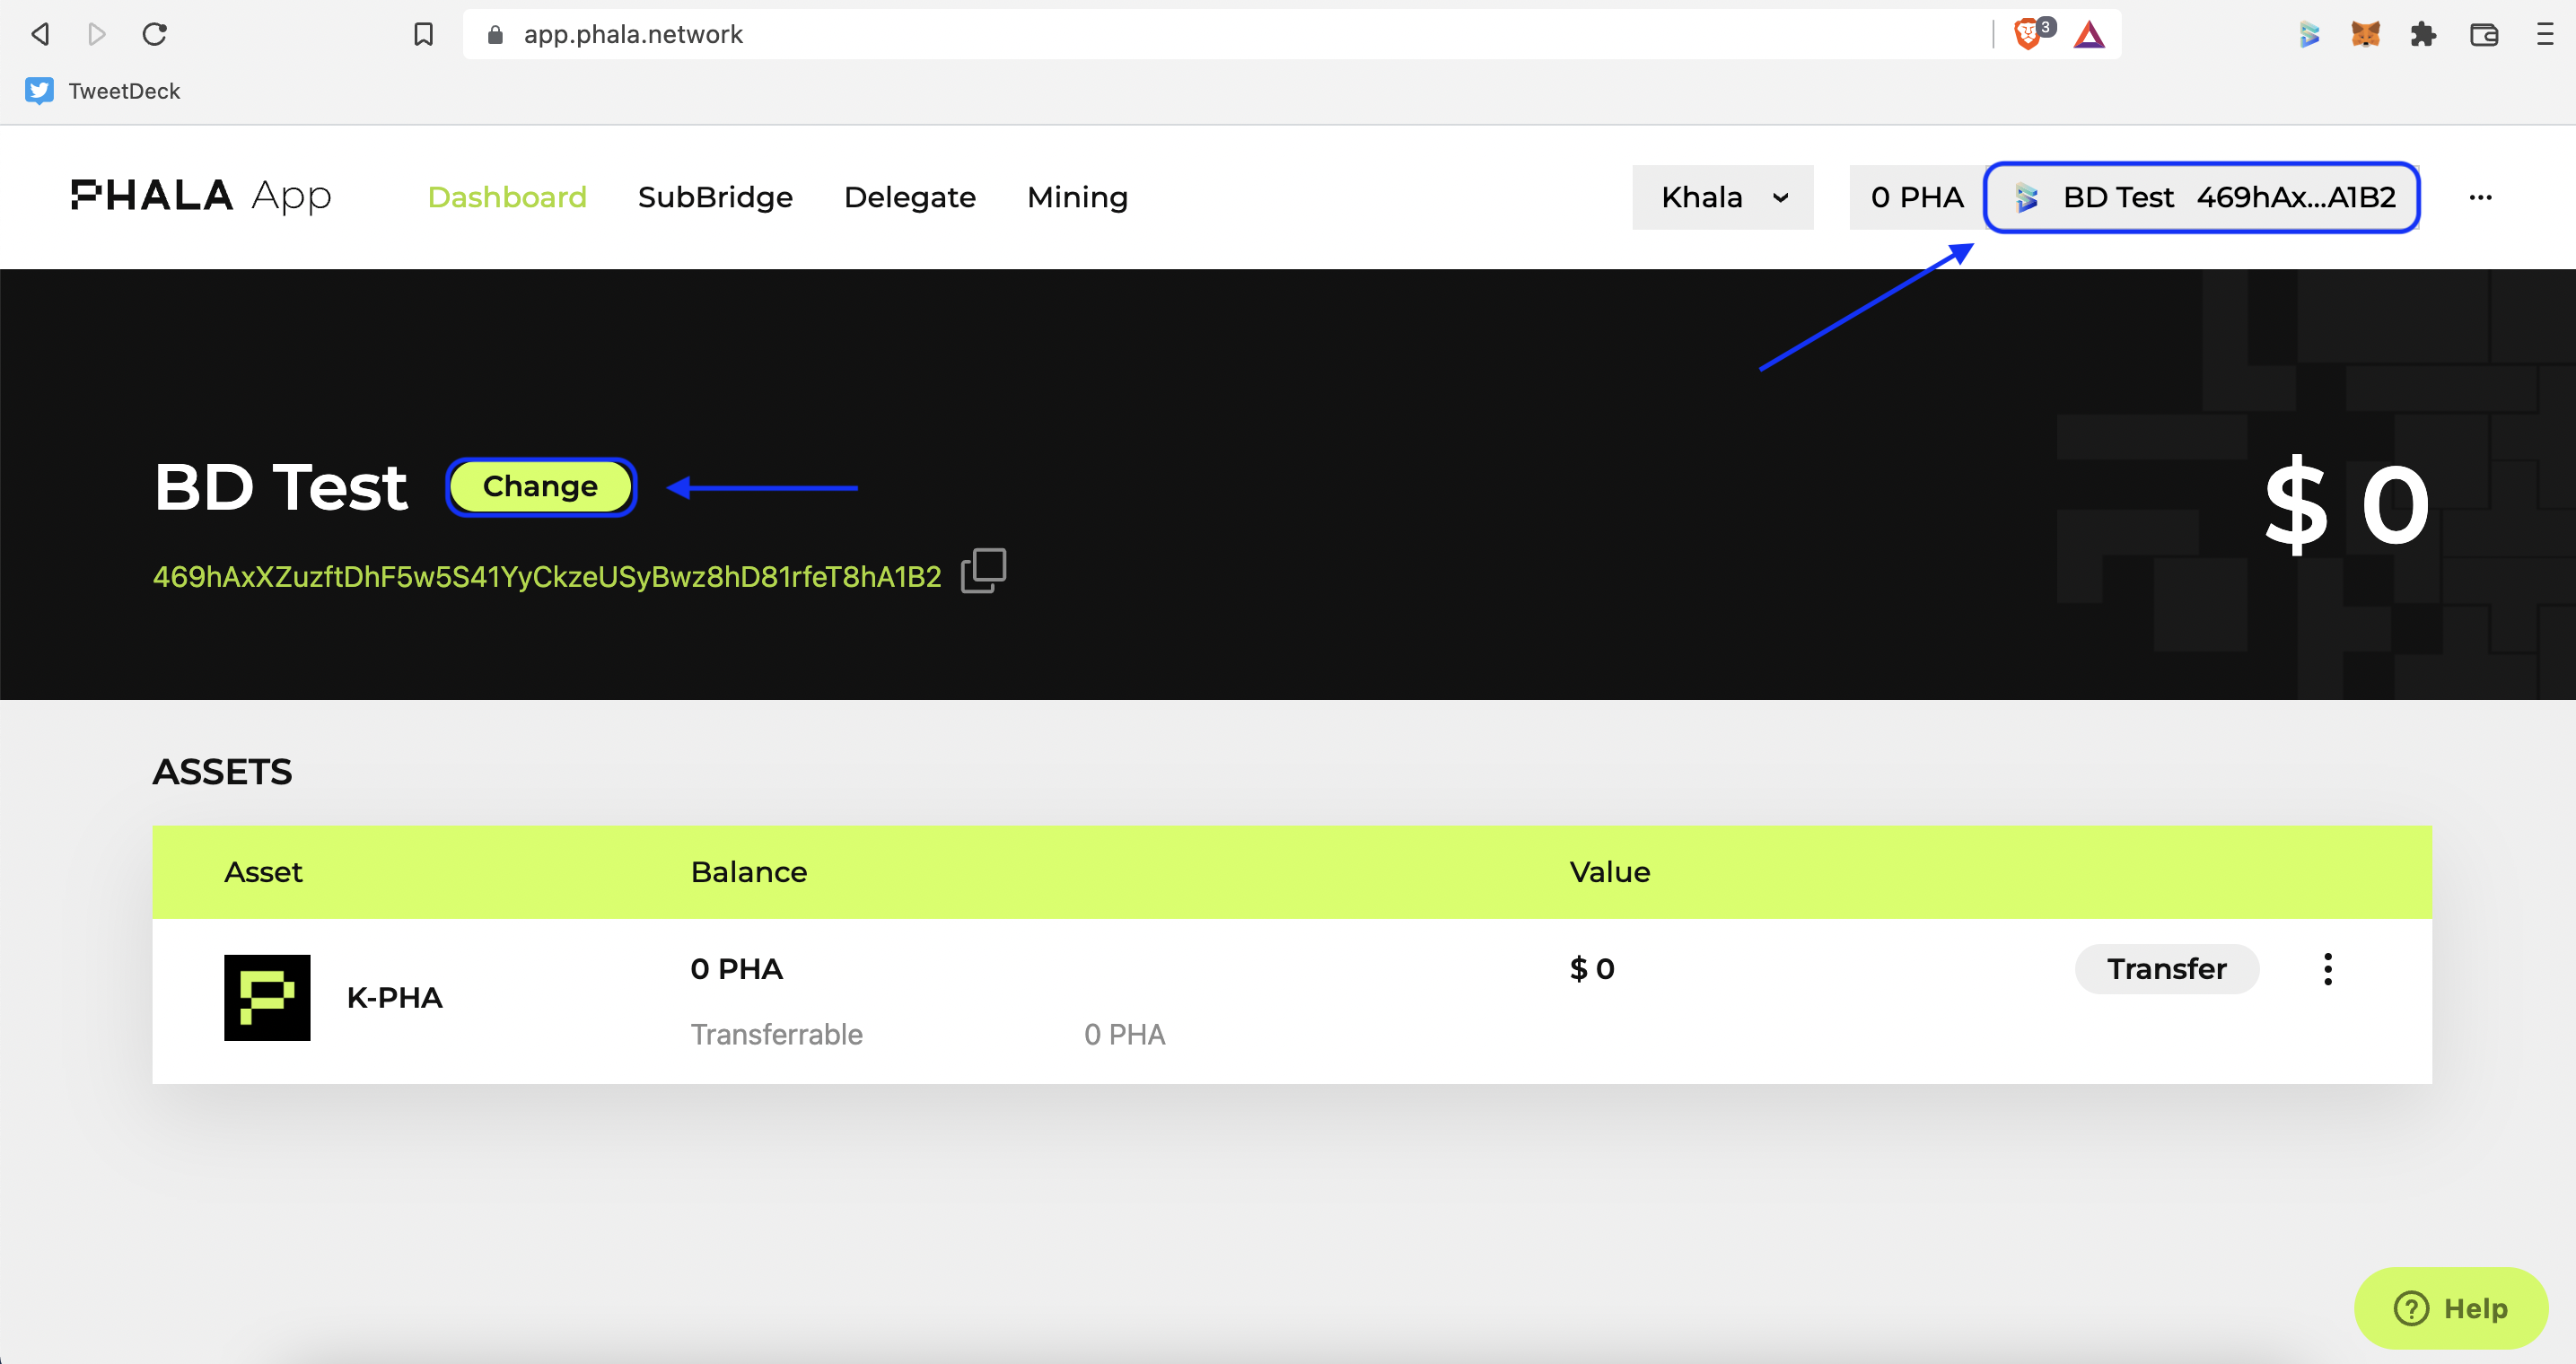 app.phala.network
3
TweetDeck
PHALA App
Dashboard
SubBridge
Delegate
Mining
Khala
0 PHA
BD Test 469hAx...A1B2
BD Test
Change
$ 0
469hAxXZuzftDhF5w5S41YyCkzeUSyBwz8hD81rfeT8hA1B2
ASSETS
Asset Balance Value
K-PHA
0 PHA
$ 0
Transfer
Transferrable 0 PHA
Help